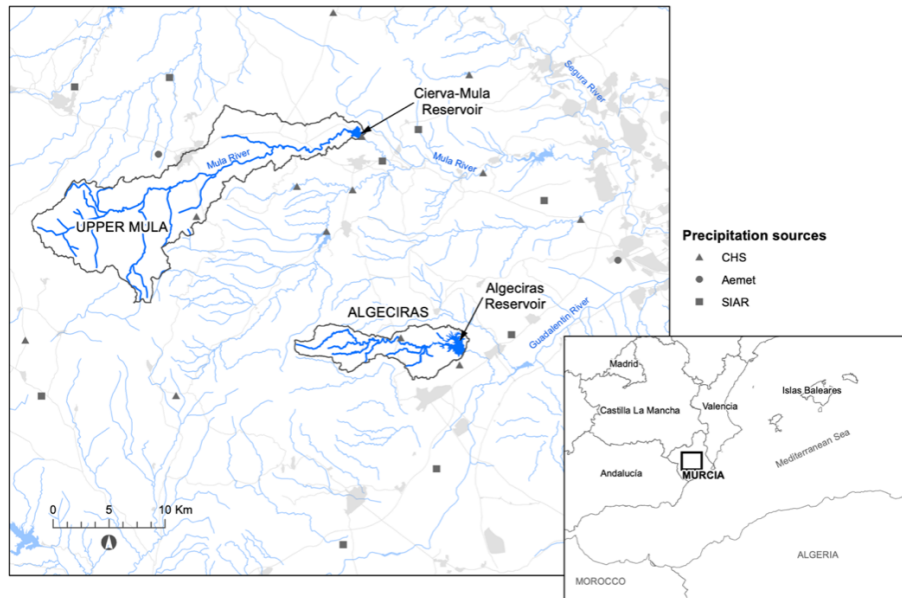 Segura River
Cierva-Mula
Reservoir
Mula River
Mula River
UPPER MULA
Precipitation sources
CHS
Aemet
SIAR
Algeciras
Reservoir
ALGECIRAS
Guadalentin River
Madrid
Islas Baleares
Castilla La Mancha
Valencia
Mediterranean Sea
Andalucía
MURCIA
0 5 10 Km
ALGERIA
MOROCCO